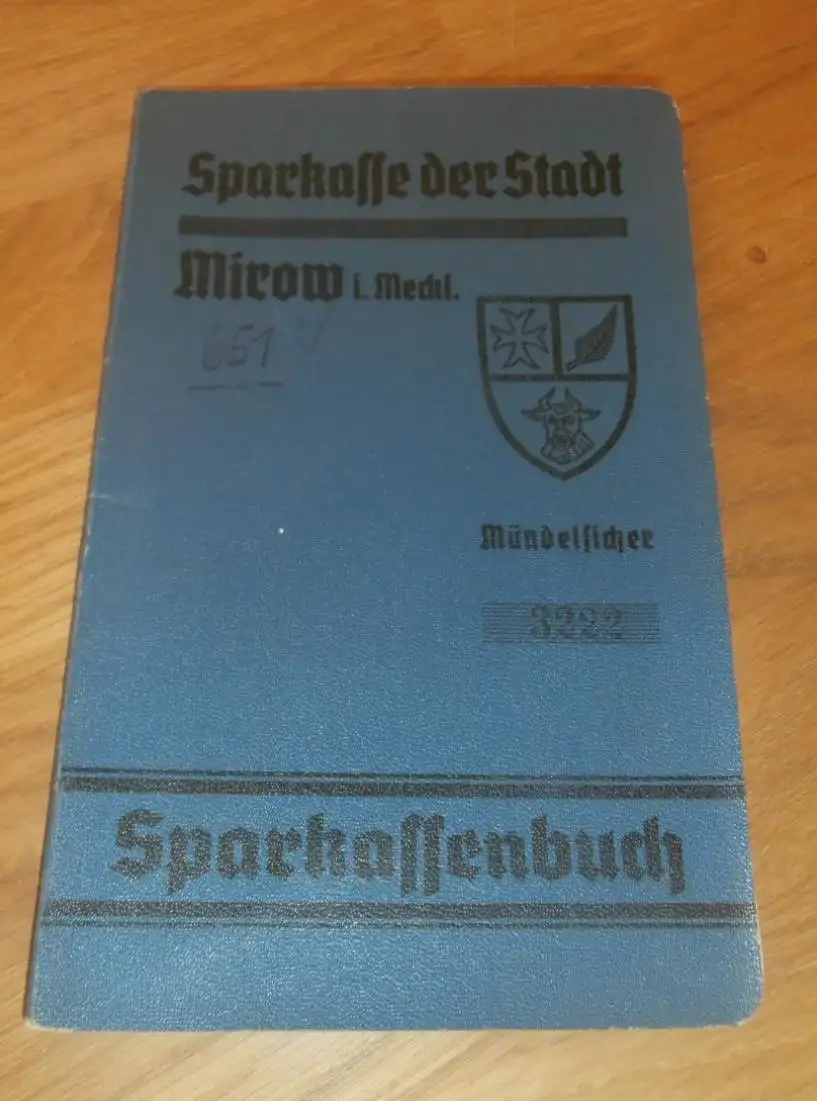 Sparkasse der Stadt
Mirow i. Meckl.
651
Mündelsicher
3222
Sparkassenbuch